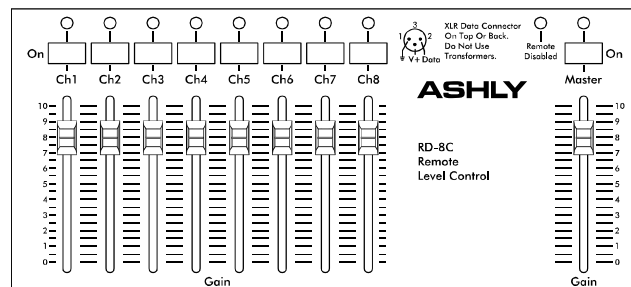 3
1 2
V+ Data
XLR Data Connector
On Top Or Back.
Do Not Use
Transformers.
Remote
Disabled
On
On
Ch1 Ch2 Ch3 Ch4 Ch5 Ch6 Ch7 Ch8
Master
ASHLY
RD-8C
Remote
Level Control
10
9
8
7
6
5
4
3
2
1
0
10
9
8
7
6
5
4
3
2
1
0
Gain
Gain